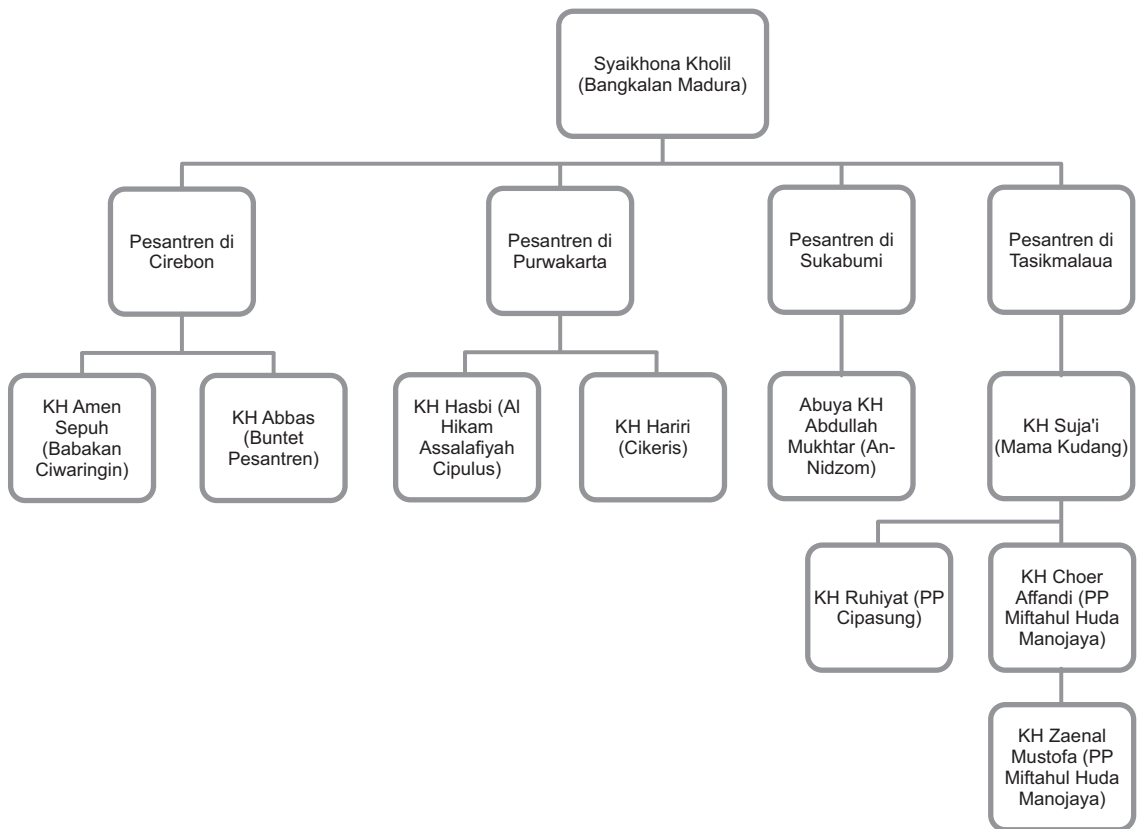 Syaikhona Kholil
(Bangkalan Madura)
Pesantren di
Cirebon
Pesantren di
Purwakarta
Pesantren di
Sukabumi
Pesantren di
Tasikmalaua
KH Amen
Sepuh
(Babakan
Ciwaringin)
KH Abbas
(Buntet
Pesantren)
KH Hasbi (Al
Hikam
Assalafiyah
Cipulus)
KH Hariri
(Cikeris)
Abuya KH
Abdullah
Mukhtar (An-
Nidzom)
KH Suja'i
(Mama Kudang)
KH Ruhiyat (PP
Cipasung)
KH Choer
Affandi (PP
Miftahul Huda
Manojaya)
KH Zaenal
Mustofa (PP
Miftahul Huda
Manojaya)